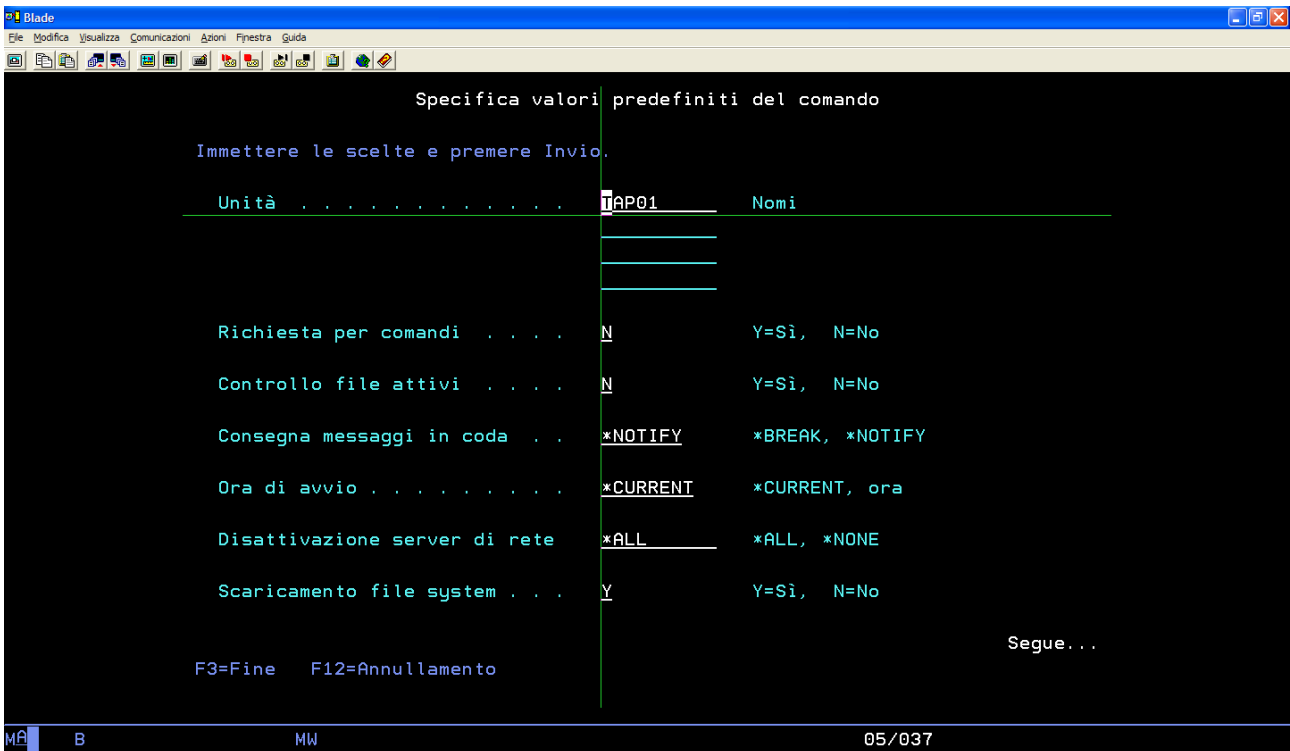 Blade
File Modifica Visualizza Comunicazioni Azioni Finestra Guida
Specifica valori predefiniti del comando
Immettere le scelte e premere Invio.
Unità . . . . . . . . . . . . TAP01 Nomi
Richiesta per comandi . . . . N Y=Sì, N=No
Controllo file attivi . . . . N Y=Sì, N=No
Consegna messaggi in coda . . *NOTIFY *BREAK, *NOTIFY
Ora di avvio . . . . . . . . . *CURRENT *CURRENT, ora
Disattivazione server di rete *ALL *ALL, *NONE
Scaricamento file system . . . Y Y=Sì, N=No
Segue...
F3=Fine F12=Annullamento
MA B MW 05/037